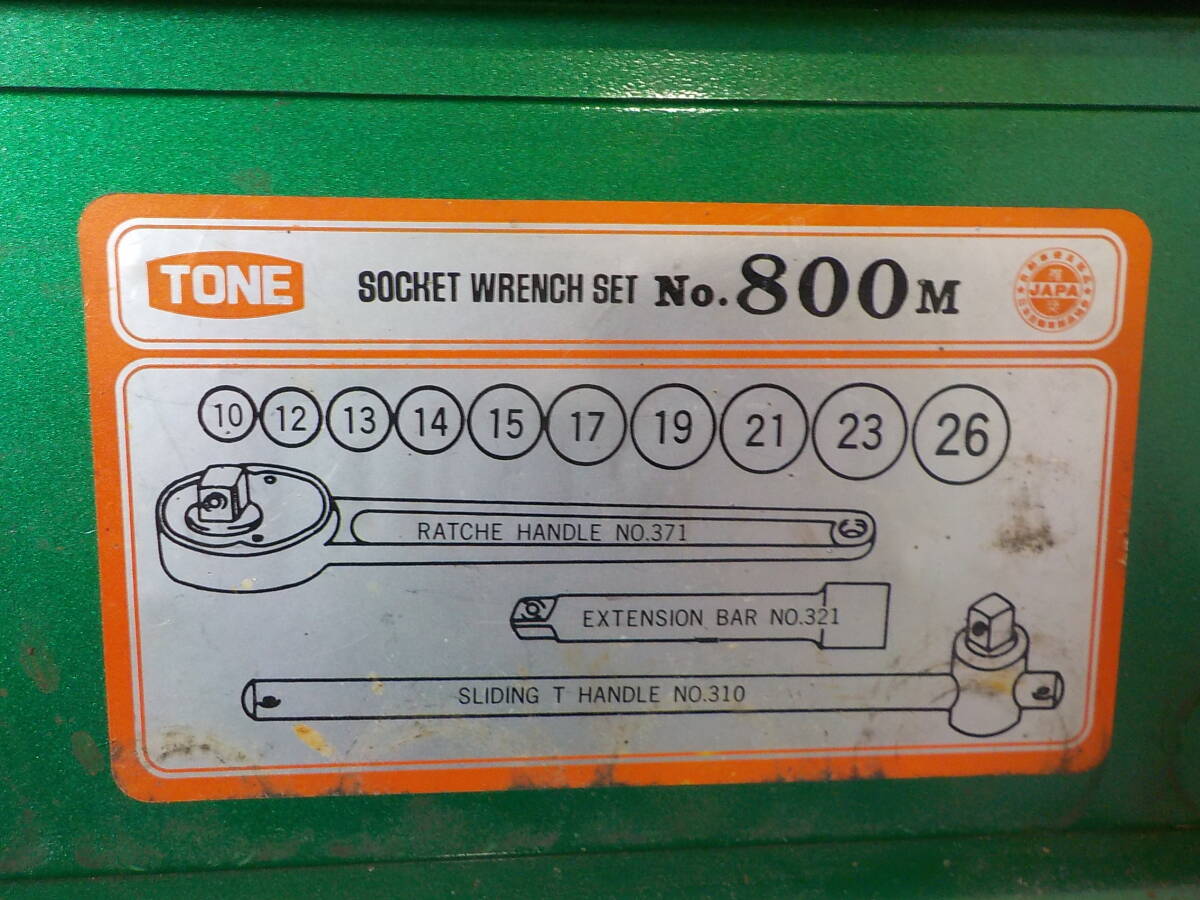 TONE SOCKET WRENCH SET No. 800 M JAPA
10 12 13 14 15 17 19 21 23 26
RATCHE HANDLE NO.371
EXTENSION BAR NO.321
SLIDING T HANDLE NO.310